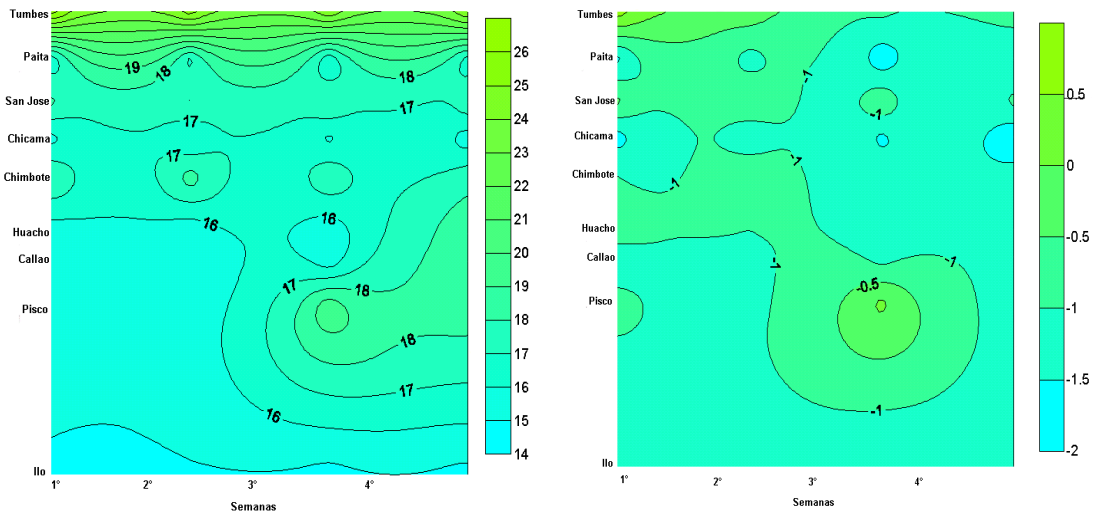 Tumbes
Paita
San Jose
Chicama
Chimbote
Huacho
Callao
Pisco
Ilo
19
18
18
17
17
17
16
16
17
18
18
17
16
1°
2°
3°
4°
Semanas
26
25
24
23
22
21
20
19
18
17
16
15
14
Tumbes
Paita
San Jose
Chicama
Chimbote
Huacho
Callao
Pisco
Ilo
-1
-1
-1
-1
-1
-1
-0.5
-1
1°
2°
3°
4°
Semanas
0.5
0
-0.5
-1
-1.5
-2